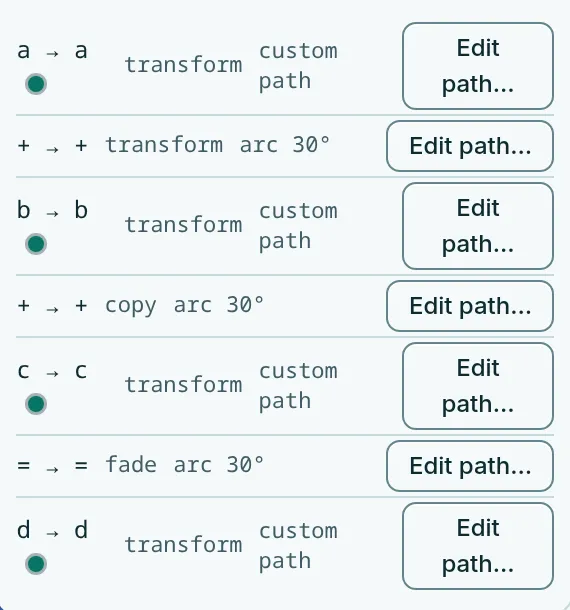 a → a transform custom path Edit path...
+ → + transform arc 30° Edit path...
b → b transform custom path Edit path...
+ → + copy arc 30° Edit path...
c → c transform custom path Edit path...
= → = fade arc 30° Edit path...
d → d transform custom path Edit path...